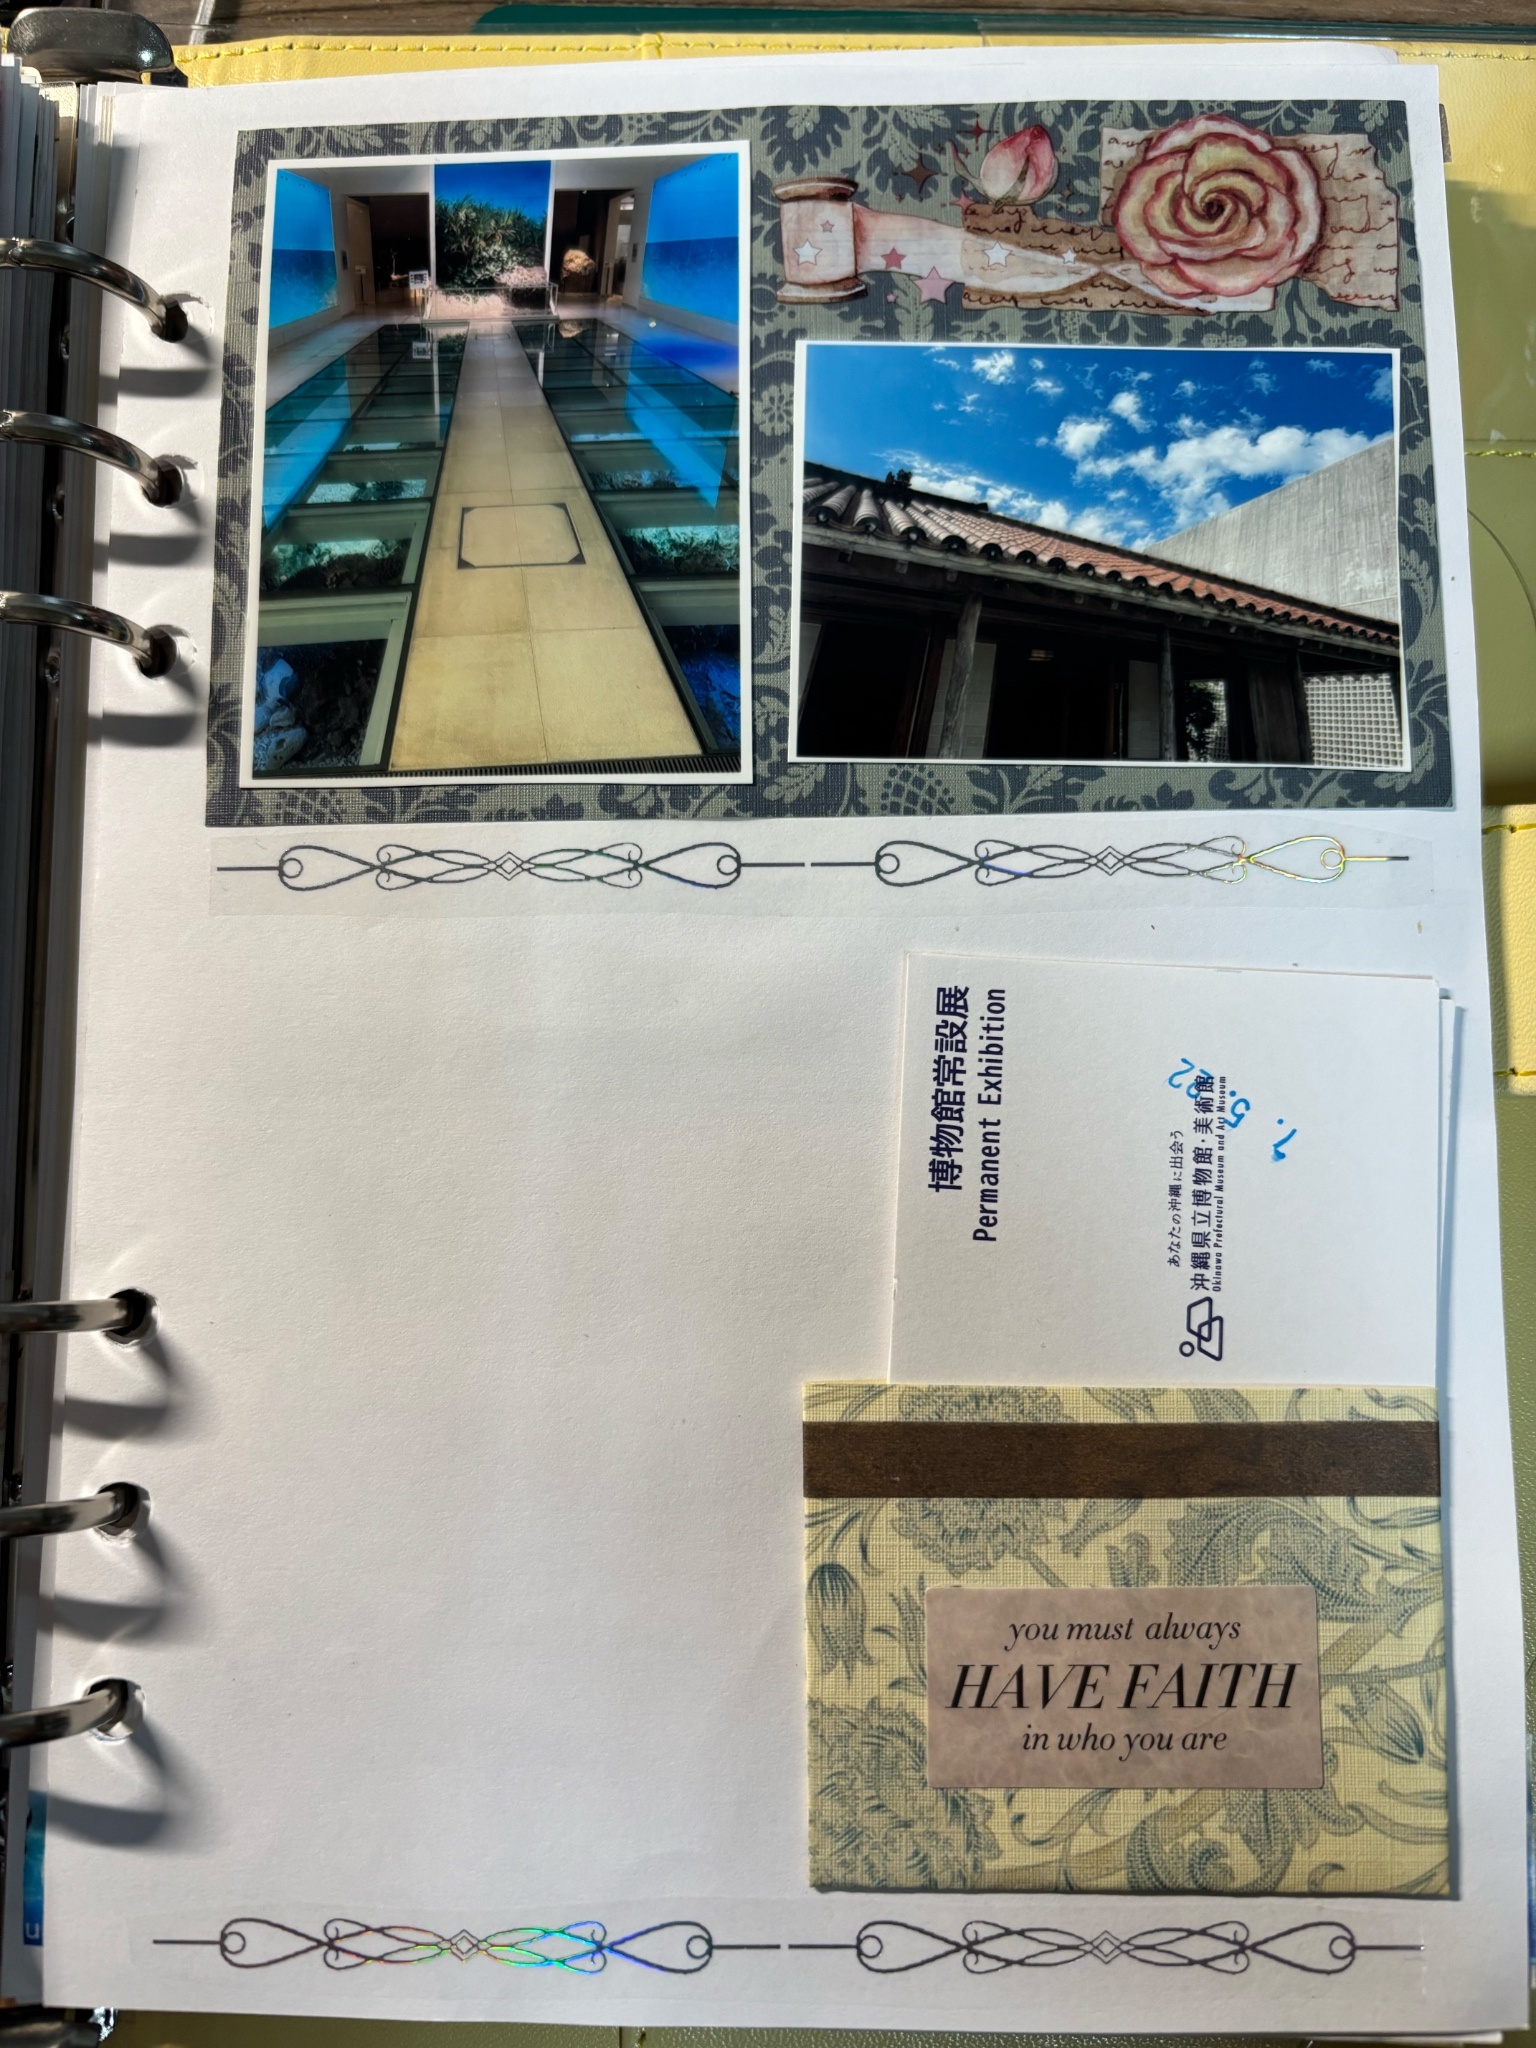 博物館常設展
Permanent Exhibition
あなたの沖縄に出会う
沖縄県立博物館・美術館
Okinawa Prefectural Museum and Art Museum
you must always
HAVE FAITH
in who you are